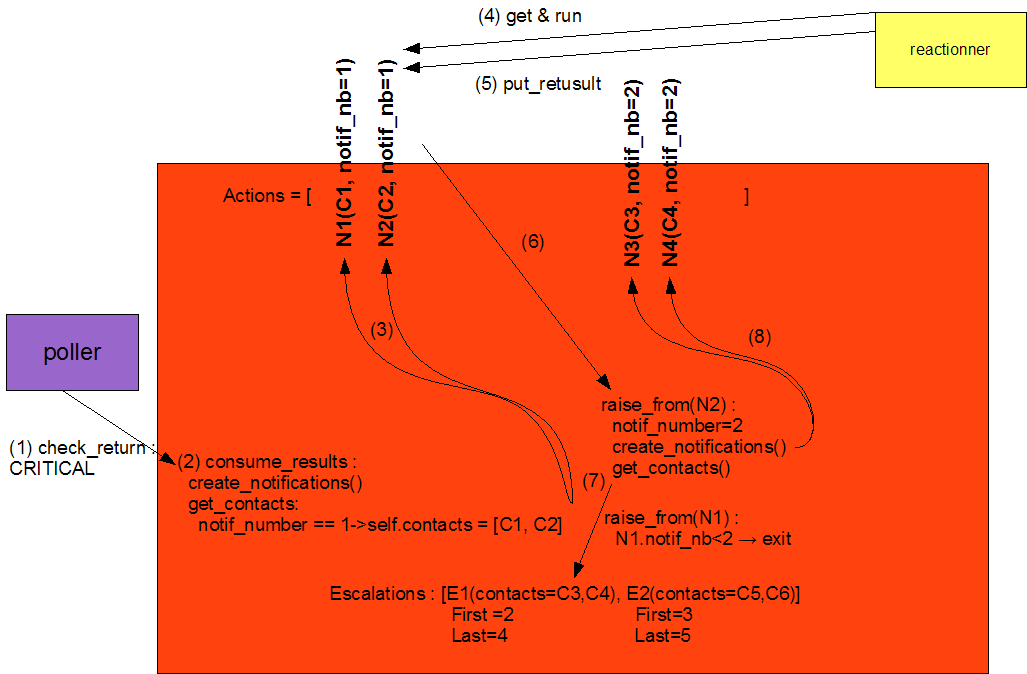 (4) get & run
reactionner
(5) put_retusult
N1(C1, notif_nb=1)
N2(C2, notif_nb=1)
N3(C3, notif_nb=2)
N4(C4, notif_nb=2)
Actions = [ ]
(6)
(3)
(8)
poller
(1) check_return :
CRITICAL
(2) consume_results :
create_notifications()
get_contacts:
notif_number == 1->self.contacts = [C1, C2]
raise_from(N2) :
notif_number=2
create_notifications()
get_contacts()
(7)
raise_from(N1) :
N1.notif_nb<2 → exit
Escalations : [E1(contacts=C3,C4), E2(contacts=C5,C6)]
First =2 First=3
Last=4 Last=5